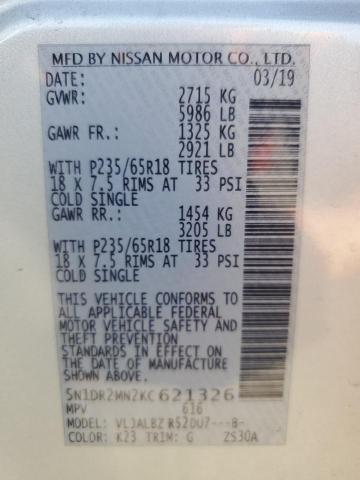 MFD BY NISSAN MOTOR CO., LTD.
DATE: 03/19
GVWR: 2715 KG
5986 LB
GAWR FR.: 1325 KG
2921 LB
WITH P235/65R18 TIRES
18 X 7.5 RIMS AT 33 PSI
COLD SINGLE
GAWR RR.: 1454 KG
3205 LB
WITH P235/65R18 TIRES
18 X 7.5 RIMS AT 33 PSI
COLD SINGLE
THIS VEHICLE CONFORMS TO
ALL APPLICABLE FEDERAL
MOTOR VEHICLE SAFETY AND
THEFT PREVENTION
STANDARDS IN EFFECT ON
THE DATE OF MANUFACTURE
SHOWN ABOVE.
5N1DR2MN2KC621326
MPV 616
MODEL: VLJALBZ R52DU7---B-
COLOR: K23 TRIM: G ZS30A